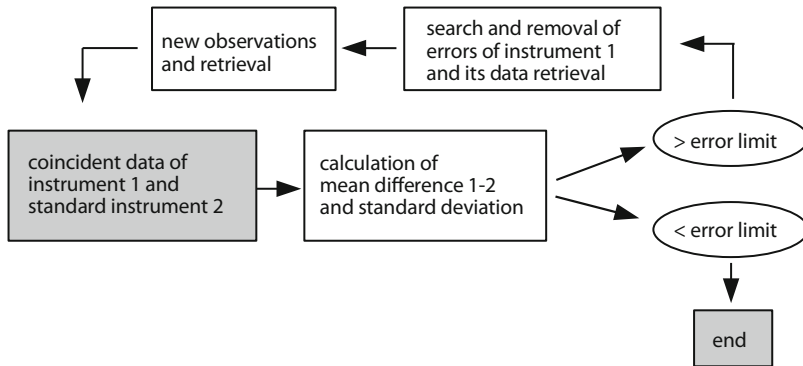 new observations
and retrieval
search and removal of
errors of instrument 1
and its data retrieval
coincident data of
instrument 1 and
standard instrument 2
calculation of
mean difference 1-2
and standard deviation
> error limit
< error limit
end